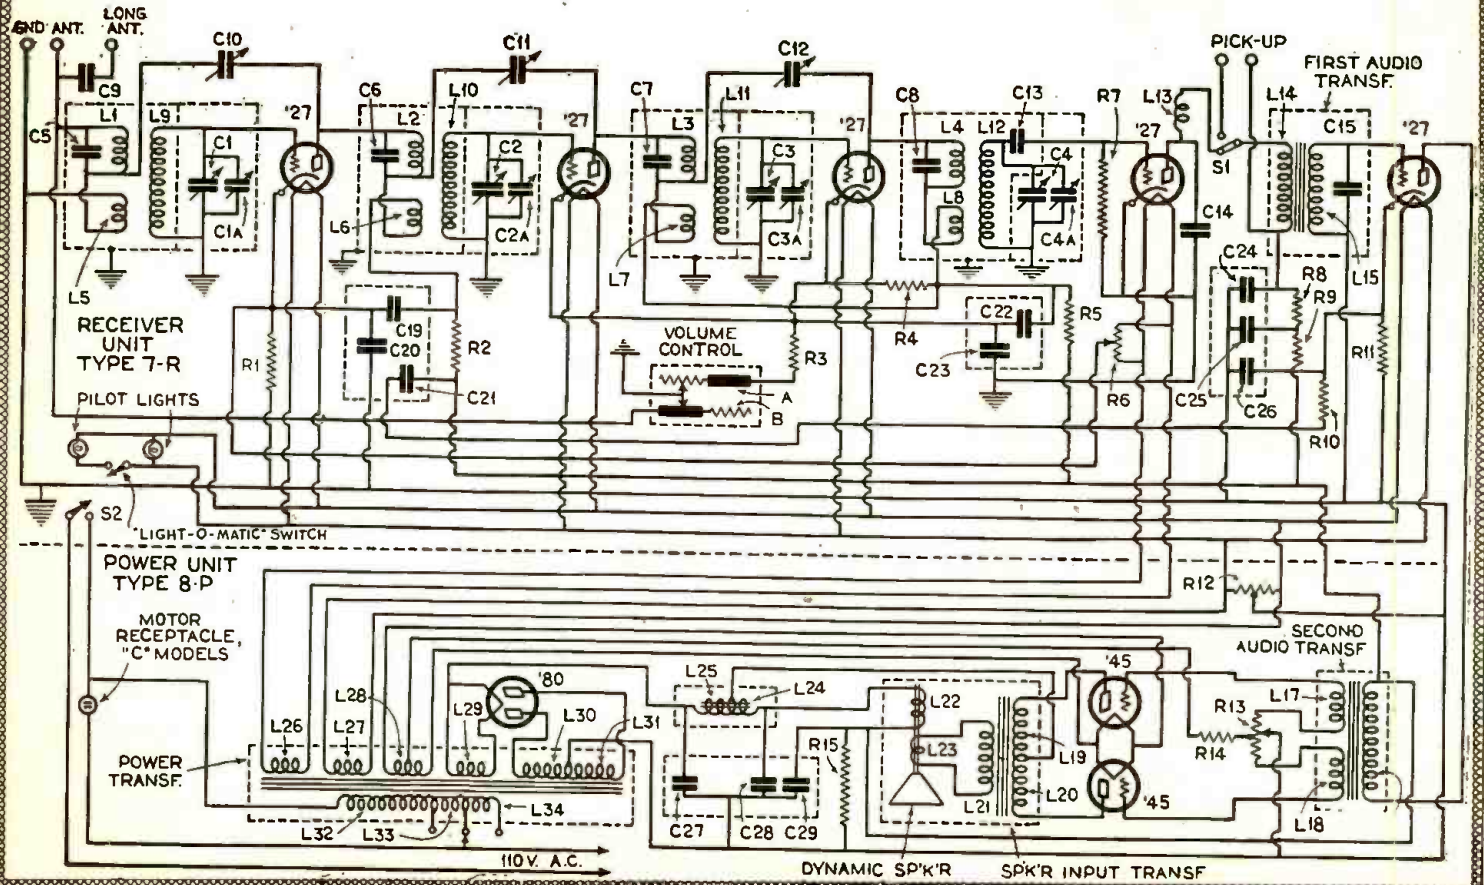 GND ANT.
LONG
ANT.
C9
C10
C11
C12
C5
L1
L9
'27
C1
C1A
L5
C6
L2
L10
'27
C2
C2A
L6
C7
L3
L11
'27
C3
C3A
L7
C8
L4
L12
C13
L8
C4
C4A
R7
'27
L13
PICK-UP
S1
L14
FIRST AUDIO
TRANSF.
C15
'27
C14
L15
RECEIVER
UNIT
TYPE 7-R
R1
C19
C20
C21
R2
VOLUME
CONTROL
A
B
R3
R4
C22
C23
R5
R6
C24
C25
C26
R8
R9
R10
R11
PILOT LIGHTS
S2
"LIGHT-O-MATIC" SWITCH
POWER UNIT
TYPE 8-P
MOTOR
RECEPTACLE,
"C" MODELS
POWER
TRANSF.
L26
L27
L28
L29
'80
L30
L31
L32
L33
L34
110 V. A.C.
L25
L24
C27
C28
C29
R15
L22
L23
L21
L19
L20
DYNAMIC SP'K'R
SPK'R INPUT TRANSF
'45
'45
R12
R13
R14
SECOND
AUDIO TRANSF
L17
L18